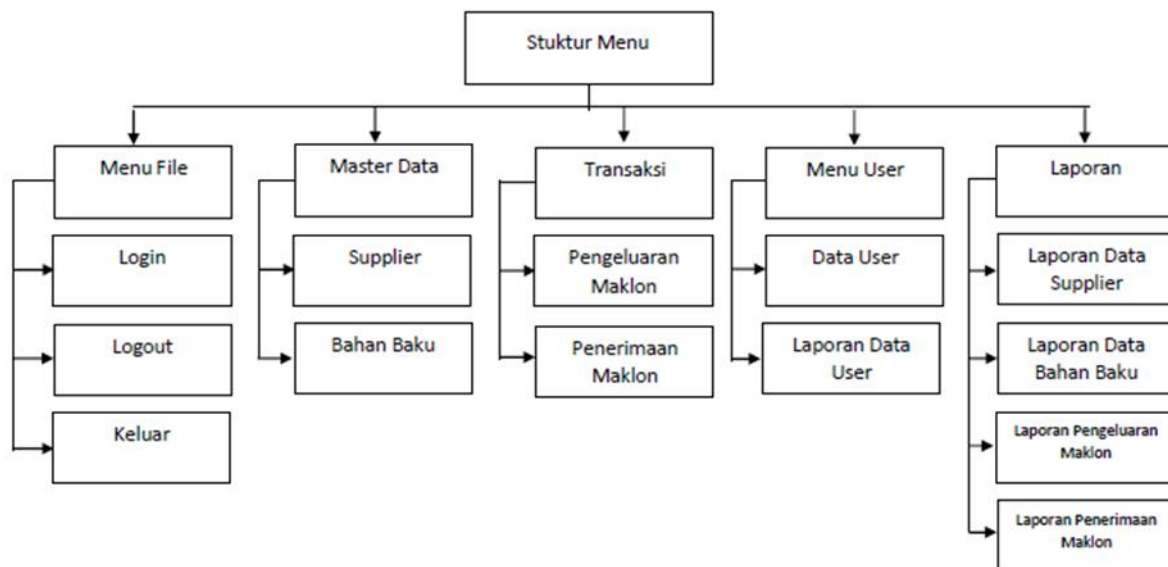 Stuktur Menu
Menu File
Master Data
Transaksi
Menu User
Laporan
Login
Supplier
Pengeluaran
Maklon
Data User
Laporan Data
Supplier
Logout
Bahan Baku
Penerimaan
Maklon
Laporan Data
User
Laporan Data
Bahan Baku
Keluar
Laporan Pengeluaran
Maklon
Laporan Penerimaan
Maklon